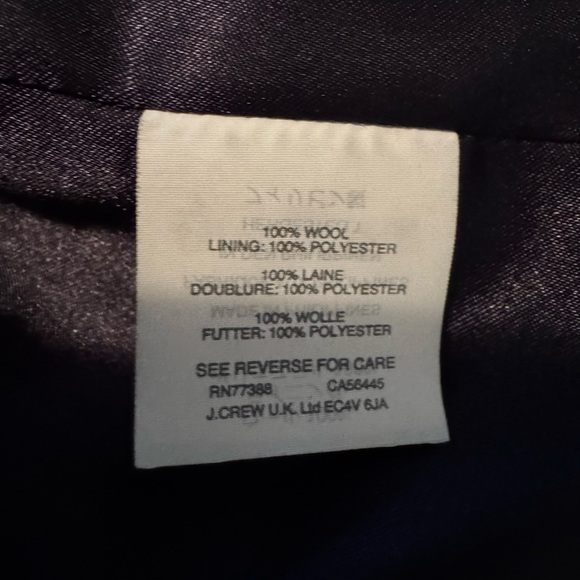 100% WOOL
LINING: 100% POLYESTER
100% LAINE
DOUBLURE: 100% POLYESTER
100% WOLLE
FUTTER: 100% POLYESTER
SEE REVERSE FOR CARE
RN77388 CA56445
J.CREW U.K. Ltd EC4V 6JA